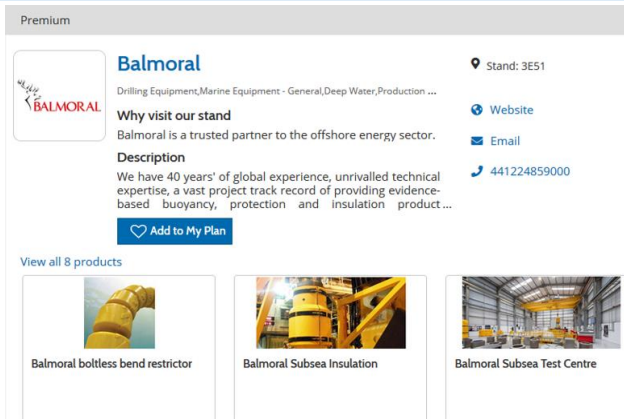 Premium
BALMORAL
Balmoral
Drilling Equipment,Marine Equipment - General,Deep Water,Production ...
Why visit our stand
Balmoral is a trusted partner to the offshore energy sector.
Description
We have 40 years' of global experience, unrivalled technical
expertise, a vast project track record of providing evidence-
based buoyancy, protection and insulation product ...
Add to My Plan
Stand: 3E51
Website
Email
441224859000
View all 8 products
Balmoral boltless bend restrictor
Balmoral Subsea Insulation
Balmoral Subsea Test Centre